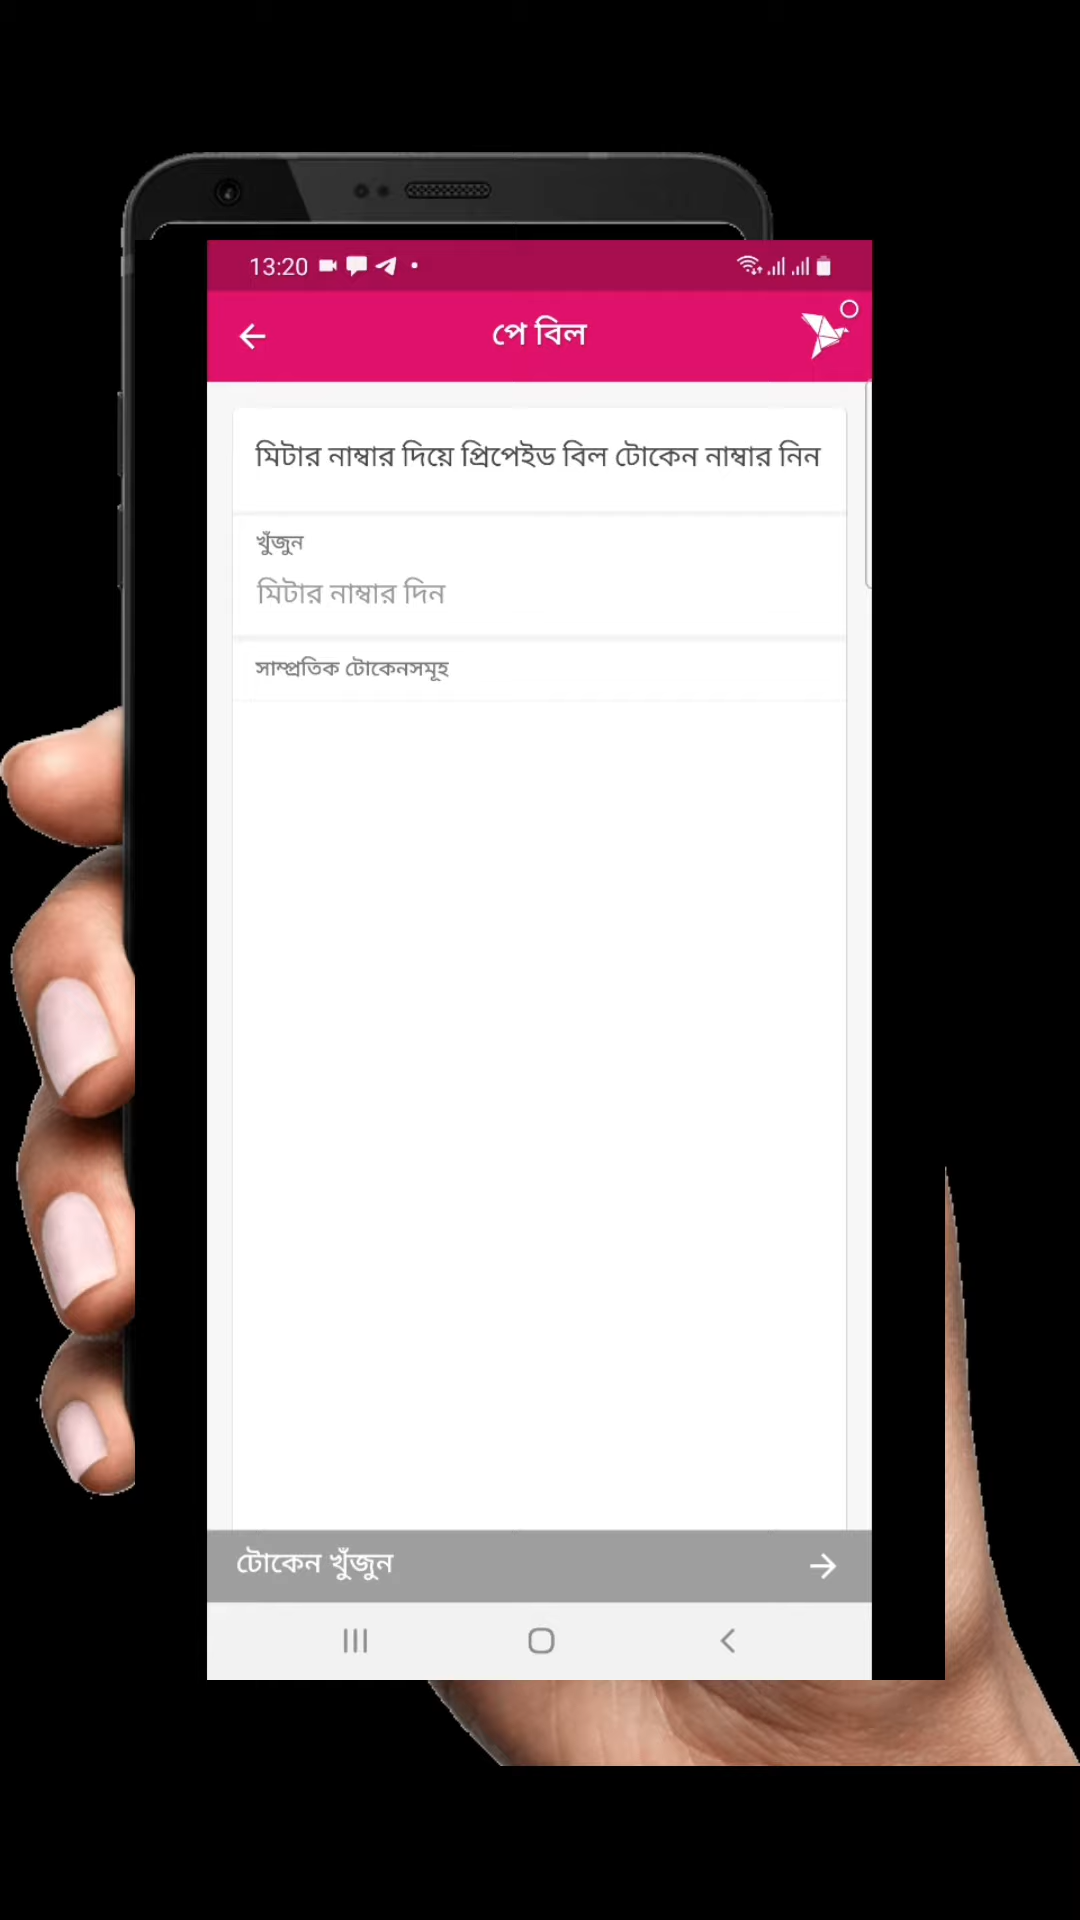 13:20
পে বিল
মিটার নাম্বার দিয়ে প্রিপেইড বিল টোকেন নাম্বার নিন
খুঁজুন
মিটার নাম্বার দিন
সাম্প্রতিক টোকেনসমূহ
টোকেন খুঁজুন